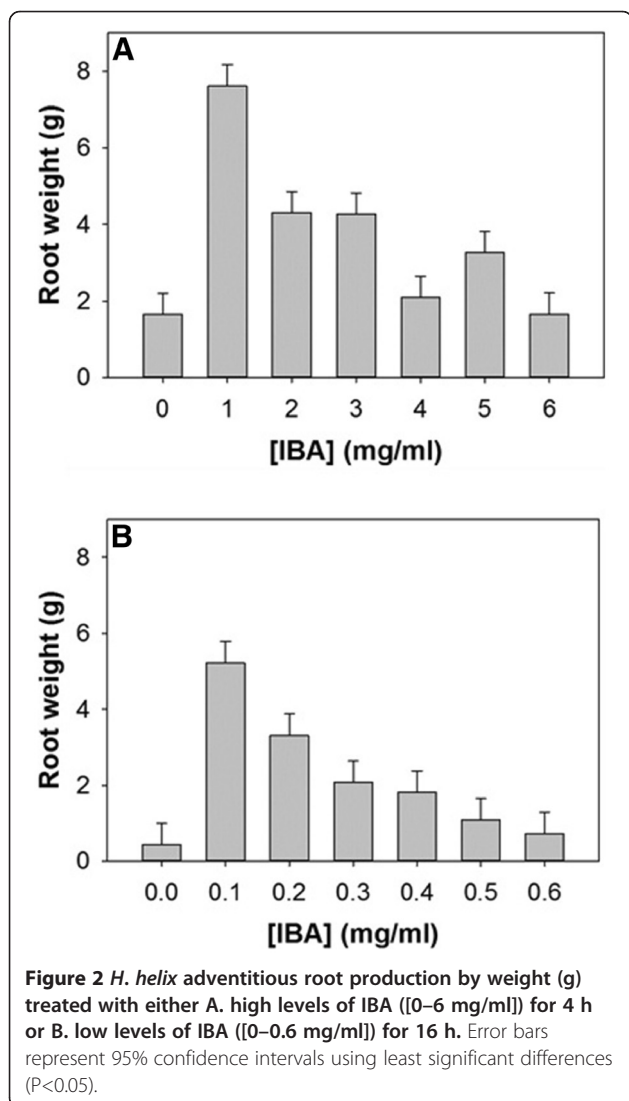 A
Root weight (g)
8
6
4
2
0
0 1 2 3 4 5 6
[IBA] (mg/ml)
B
Root weight (g)
8
6
4
2
0
0.0 0.1 0.2 0.3 0.4 0.5 0.6
[IBA] (mg/ml)
Figure 2 H. helix adventitious root production by weight (g)
treated with either A. high levels of IBA ([0–6 mg/ml]) for 4 h
or B. low levels of IBA ([0–0.6 mg/ml]) for 16 h. Error bars
represent 95% confidence intervals using least significant differences
(P<0.05).